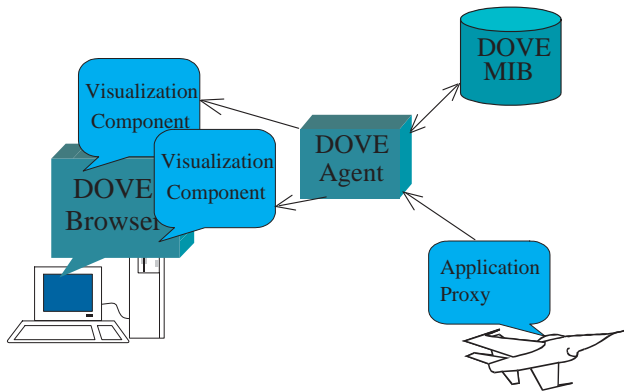 DOVE
MIB
Visualization
Component
Visualization
Component
DOVE
Agent
DOVE
Browser
Application
Proxy